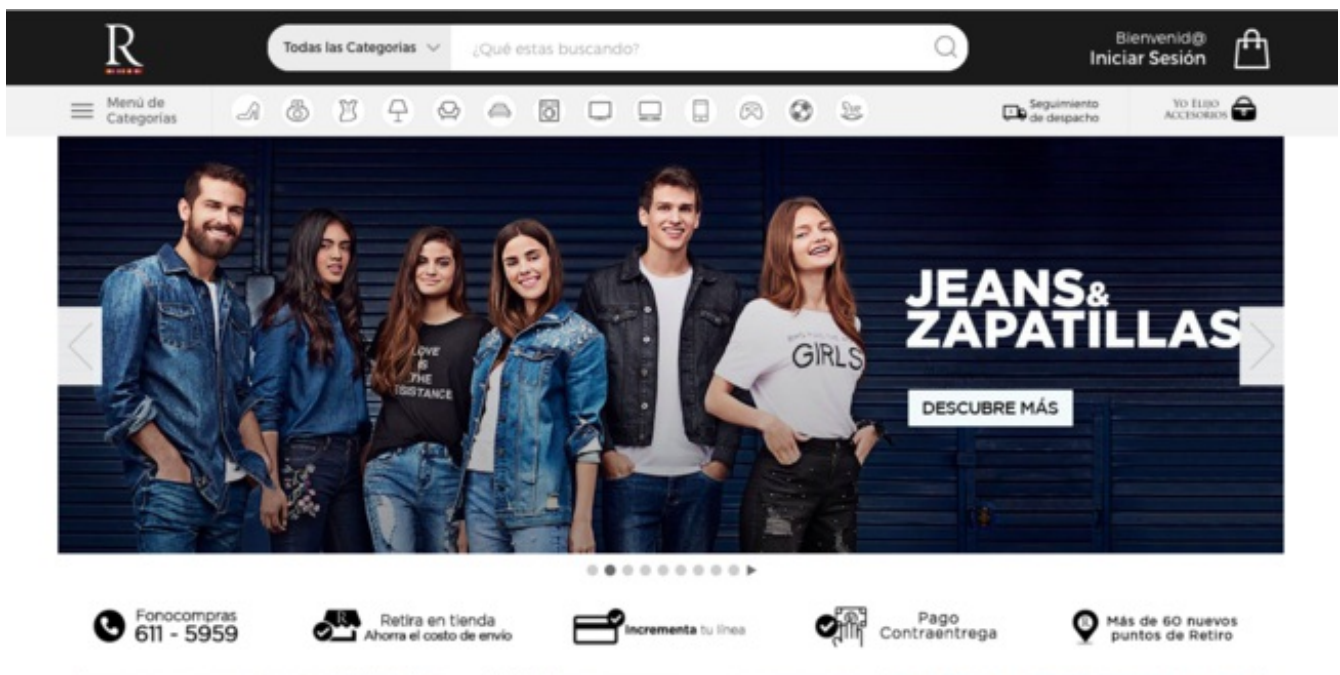 R
Todas las Categorias
¿Qué estas buscando?
Bienvenid@
Iniciar Sesión
Menú de
Categorías
Seguimiento
de despacho
YO ELIJO
ACCESORIOS
LOVE
IS
THE
RESISTANCE
GIRLS
JEANS&
ZAPATILLAS
DESCUBRE MÁS
Fonocompras
611 - 5959
R
Retira en tienda
Ahorra el costo de envío
Incrementa tu línea
Pago
Contraentrega
R
Más de 60 nuevos
puntos de Retiro